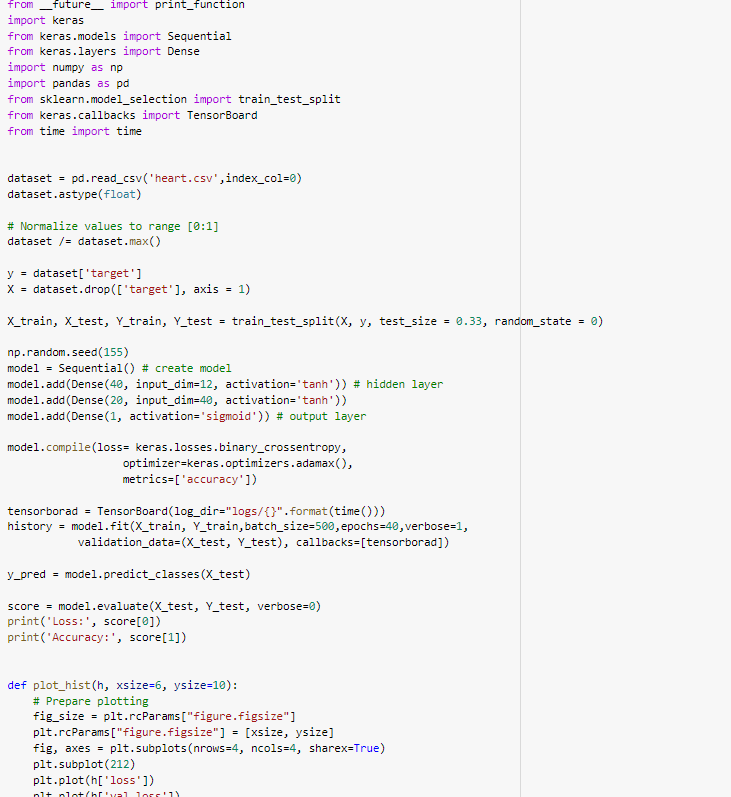 from __future__ import print_function
import keras
from keras.models import Sequential
from keras.layers import Dense
import numpy as np
import pandas as pd
from sklearn.model_selection import train_test_split
from keras.callbacks import TensorBoard
from time import time
dataset = pd.read_csv('heart.csv',index_col=0)
dataset.astype(float)
# Normalize values to range [0:1]
dataset /= dataset.max()
y = dataset['target']
X = dataset.drop(['target'], axis = 1)
X_train, X_test, Y_train, Y_test = train_test_split(X, y, test_size = 0.33, random_state = 0)
np.random.seed(155)
model = Sequential() # create model
model.add(Dense(40, input_dim=12, activation='tanh')) # hidden layer
model.add(Dense(20, input_dim=40, activation='tanh'))
model.add(Dense(1, activation='sigmoid')) # output layer
model.compile(loss= keras.losses.binary_crossentropy,
optimizer=keras.optimizers.adamax(),
metrics=['accuracy'])
tensorborad = TensorBoard(log_dir="logs/{}".format(time()))
history = model.fit(X_train, Y_train,batch_size=500,epochs=40,verbose=1,
validation_data=(X_test, Y_test), callbacks=[tensorborad])
y_pred = model.predict_classes(X_test)
score = model.evaluate(X_test, Y_test, verbose=0)
print('Loss:', score[0])
print('Accuracy:', score[1])
def plot_hist(h, xsize=6, ysize=10):
# Prepare plotting
fig_size = plt.rcParams["figure.figsize"]
plt.rcParams["figure.figsize"] = [xsize, ysize]
fig, axes = plt.subplots(nrows=4, ncols=4, sharex=True)
plt.subplot(212)
plt.plot(h['loss'])
plt.plot(h['val_loss'])